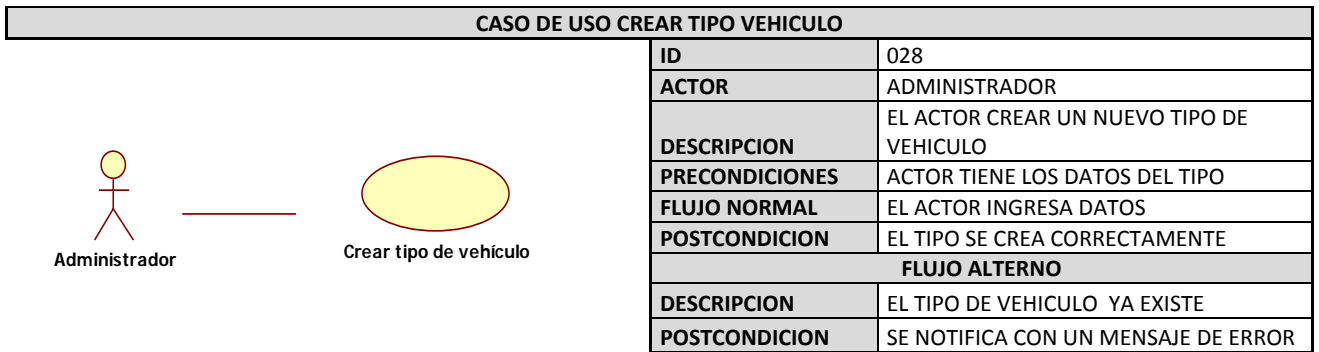 CASO DE USO CREAR TIPO VEHICULO
Administrador
Crear tipo de vehículo
ID 028
ACTOR ADMINISTRADOR
EL ACTOR CREAR UN NUEVO TIPO DE
DESCRIPCION VEHICULO
PRECONDICIONES ACTOR TIENE LOS DATOS DEL TIPO
FLUJO NORMAL EL ACTOR INGRESA DATOS
POSTCONDICION EL TIPO SE CREA CORRECTAMENTE
FLUJO ALTERNO
DESCRIPCION EL TIPO DE VEHICULO YA EXISTE
POSTCONDICION SE NOTIFICA CON UN MENSAJE DE ERROR